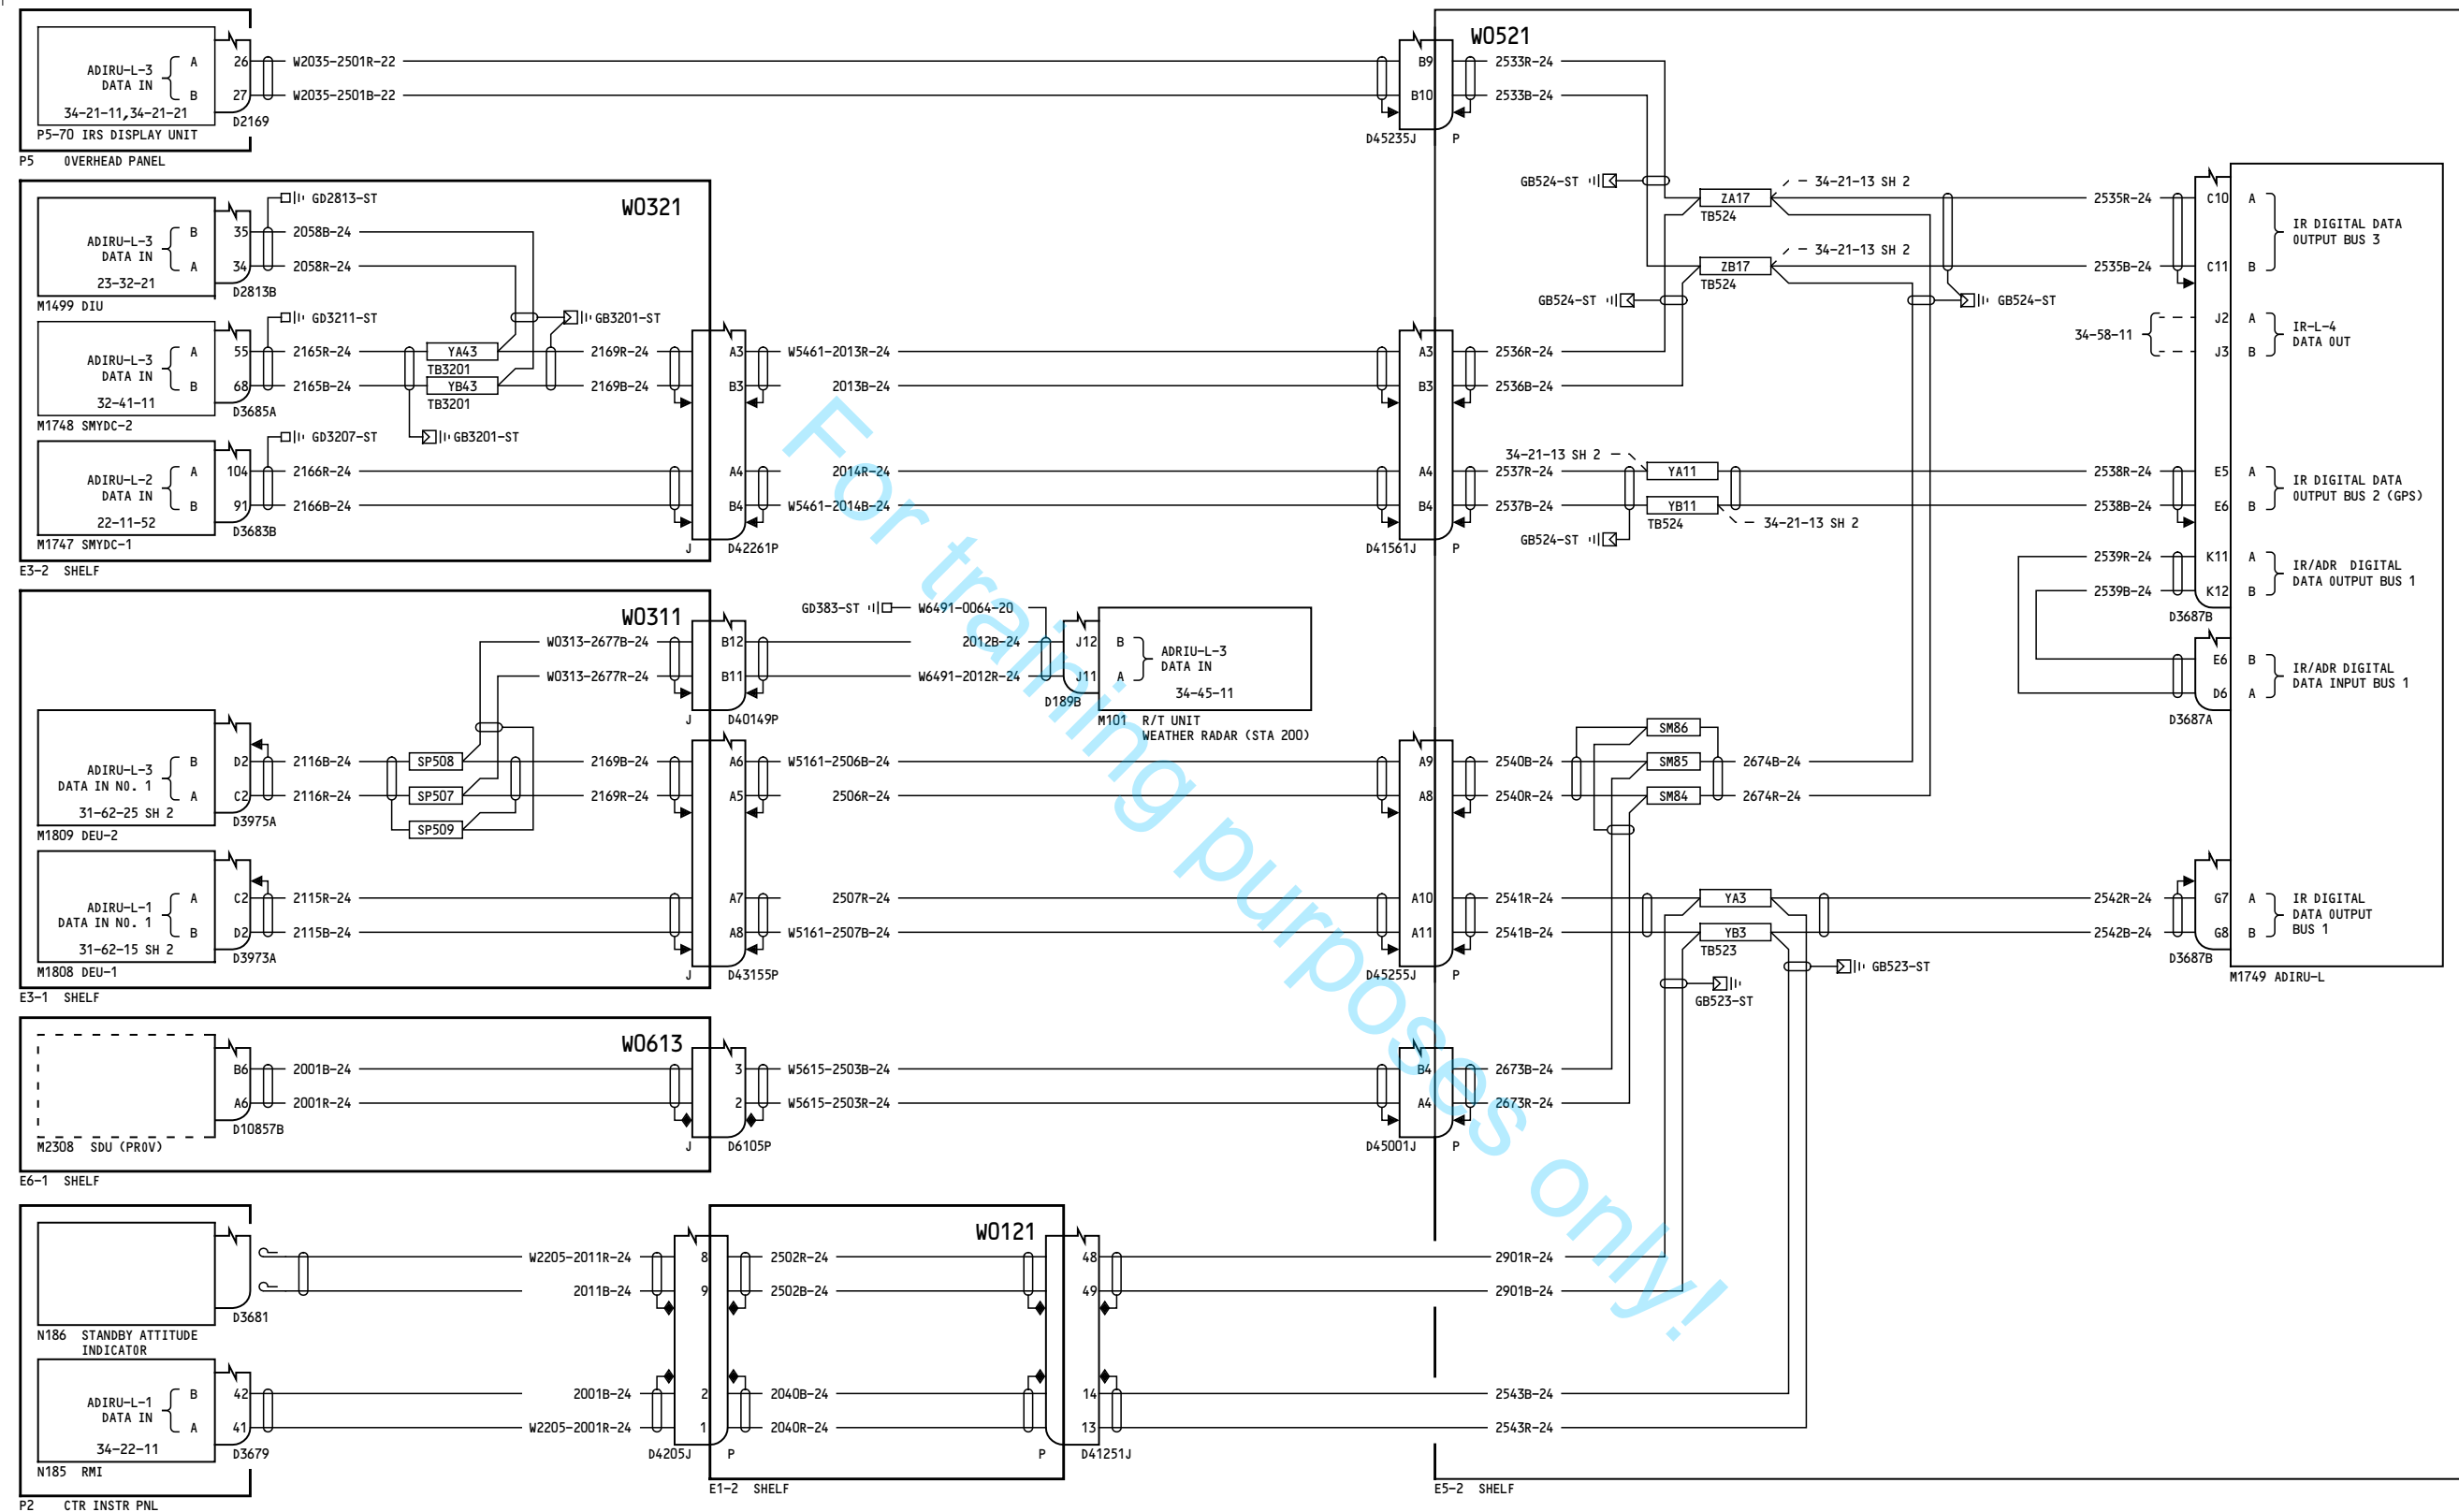 W0521
ADIRU-L-3
DATA IN
A
B
34-21-11,34-21-21
26
27
W2035-2501R-22
W2035-2501B-22
D2169
P5-70 IRS DISPLAY UNIT
P5 OVERHEAD PANEL
B9
B10
2533R-24
2533B-24
D45235J P
W0321
ADIRU-L-3
DATA IN
B
A
23-32-21
35
34
GD2813-ST
2058B-24
2058R-24
D2813B
M1499 DIU
ADIRU-L-3
DATA IN
A
B
32-41-11
55
68
GD3211-ST
2165R-24
2165B-24
YA43
TB3201
YB43
TB3201
GB3201-ST
2169R-24
2169B-24
D3685A
M1748 SMYDC-2
GD3207-ST
GB3201-ST
ADIRU-L-2
DATA IN
A
B
22-11-52
104
91
2166R-24
2166B-24
D3683B
M1747 SMYDC-1
E3-2 SHELF
A3
B3
A4
B4
J D42261P
W5461-2013R-24
2013B-24
2014R-24
W5461-2014B-24
A3
B3
A4
B4
D41561J P
2536R-24
2536B-24
34-21-13 SH 2
2537R-24
2537B-24
YA11
YB11
TB524
34-21-13 SH 2
GB524-ST
GB524-ST
ZA17
TB524
34-21-13 SH 2
ZB17
TB524
34-21-13 SH 2
GB524-ST
GB524-ST
2535R-24
2535B-24
C10 A
C11 B
IR DIGITAL DATA
OUTPUT BUS 3
34-58-11
J2 A
J3 B
IR-L-4
DATA OUT
2538R-24
2538B-24
E5 A
E6 B
IR DIGITAL DATA
OUTPUT BUS 2 (GPS)
2539R-24
2539B-24
K11 A
K12 B
IR/ADR DIGITAL
DATA OUTPUT BUS 1
D3687B
E6 B
D6 A
IR/ADR DIGITAL
DATA INPUT BUS 1
D3687A
W0311
W0313-2677B-24
W0313-2677R-24
B12
B11
J D40149P
GD383-ST
W6491-0064-20
2012B-24
W6491-2012R-24
J12 B
J11 A
ADRIU-L-3
DATA IN
34-45-11
D189B
M101 R/T UNIT
WEATHER RADAR (STA 200)
ADIRU-L-3
DATA IN NO. 1
B
A
31-62-25 SH 2
D2
C2
2116B-24
2116R-24
SP508
SP507
SP509
2169B-24
2169R-24
D3975A
M1809 DEU-2
ADIRU-L-1
DATA IN NO. 1
A
B
31-62-15 SH 2
C2
D2
2115R-24
2115B-24
D3973A
M1808 DEU-1
E3-1 SHELF
A6
A5
A7
A8
J D43155P
W5161-2506B-24
2506R-24
2507R-24
W5161-2507B-24
A9
A8
A10
A11
D45255J P
2540B-24
2540R-24
SM86
SM85
SM84
2674B-24
2674R-24
2541R-24
2541B-24
YA3
YB3
TB523
GB523-ST
GB523-ST
2542R-24
2542B-24
G7 A
G8 B
IR DIGITAL
DATA OUTPUT
BUS 1
D3687B
M1749 ADIRU-L
W0613
B6
A6
2001B-24
2001R-24
D10857B
M2308 SDU (PROV)
E6-1 SHELF
3
2
J D6105P
W5615-2503B-24
W5615-2503R-24
B4
A4
D45001J P
2673B-24
2673R-24
D3681
N186 STANDBY ATTITUDE
INDICATOR
W2205-2011R-24
2011B-24
8
9
W0121
2502R-24
2502B-24
48
49
2901R-24
2901B-24
ADIRU-L-1
DATA IN
B
A
34-22-11
42
41
D3679
N185 RMI
P2 CTR INSTR PNL
2001B-24
W2205-2001R-24
2
1
D4205J P
2040B-24
2040R-24
14
13
P D41251J
2543B-24
2543R-24
E1-2 SHELF
E5-2 SHELF
For training purposes only!